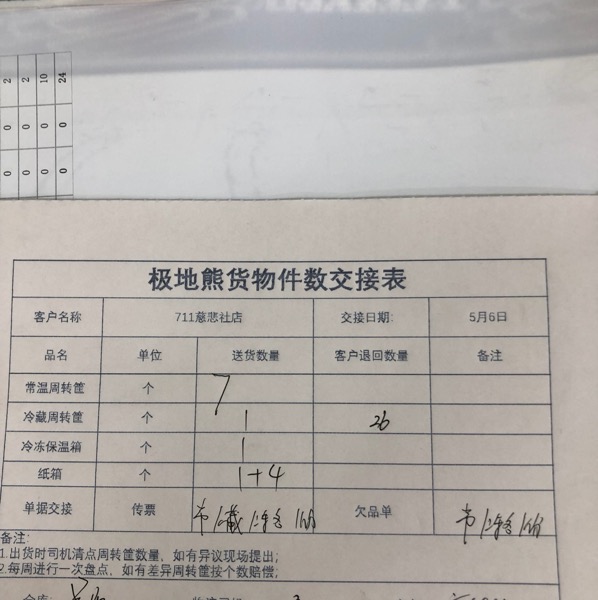 2 2 10 24
0 0 0 0
0 0 0 0
极地熊货物件数交接表
客户名称 711慈悲社店 交接日期: 5月6日
品名 单位 送货数量 客户退回数量 备注
常温周转筐 个 7
冷藏周转筐 个 1 26
冷冻保温箱 个 1
纸箱 个 1+4
单据交接 传票 欠品单
备注:
1.出货时司机清点周转筐数量，如有异议现场提出;
2.每周进行一次盘点，如有差异周转筐按个数赔偿;